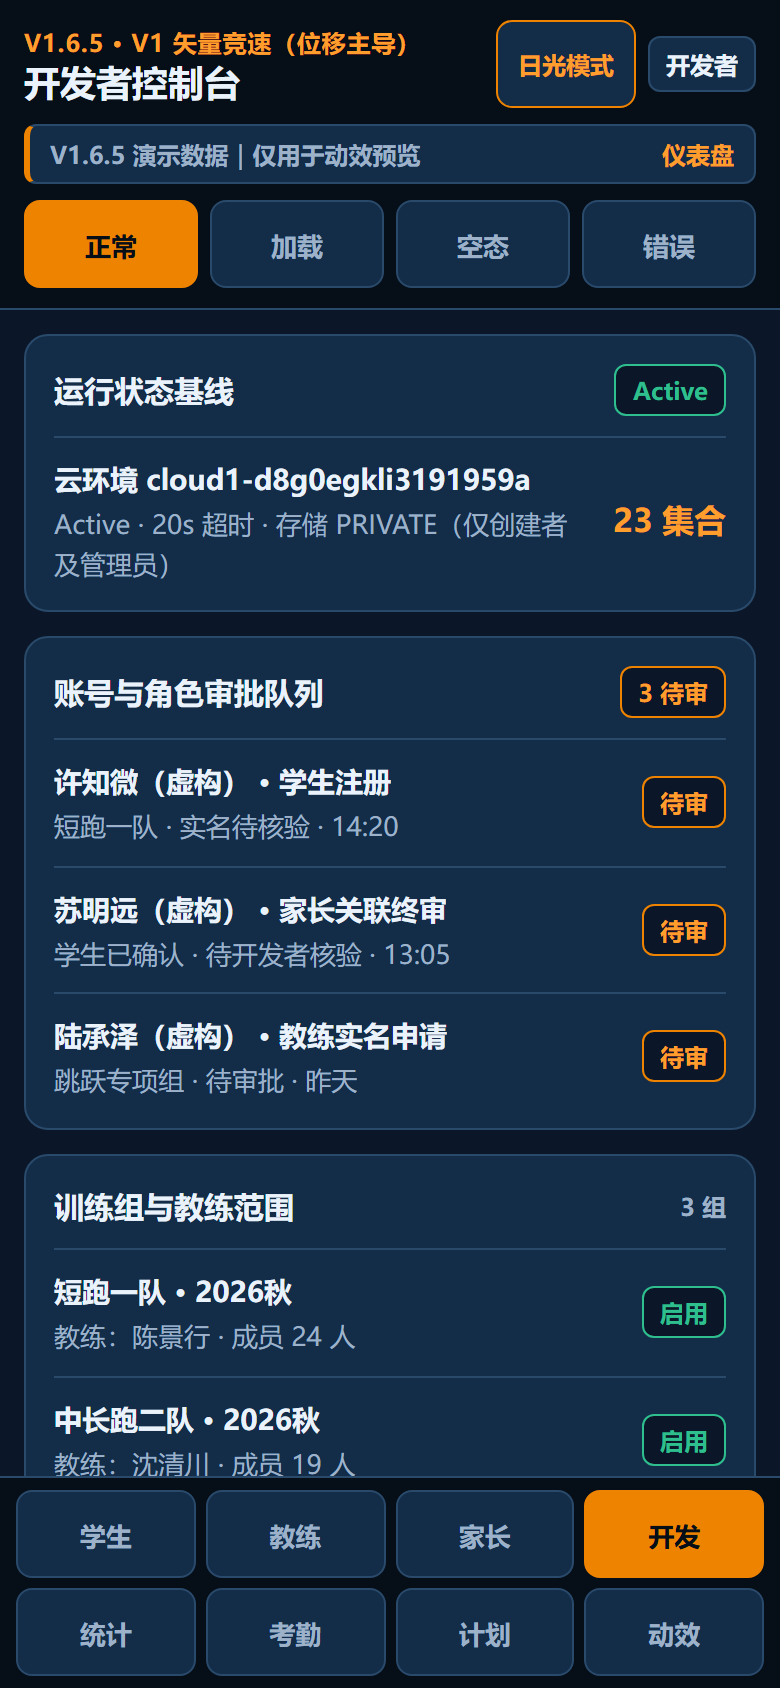 V1.6.5 • V1 矢量竞速（位移主导）
开发者控制台
日光模式
开发者
V1.6.5 演示数据 | 仅用于动效预览
仪表盘
正常
加载
空态
错误
运行状态基线
Active
云环境 cloud1-d8g0egkli3191959a
Active · 20s 超时 · 存储 PRIVATE（仅创建者
及管理员）
23 集合
账号与角色审批队列
3 待审
许知微（虚构） • 学生注册
短跑一队 · 实名待核验 · 14:20
待审
苏明远（虚构） • 家长关联终审
学生已确认 · 待开发者核验 · 13:05
待审
陆承泽（虚构） • 教练实名申请
跳跃专项组 · 待审批 · 昨天
待审
训练组与教练范围
3 组
短跑一队 • 2026秋
教练：陈景行 · 成员 24 人
启用
中长跑二队 • 2026秋
教练：沈清川 · 成员 19 人
启用
学生
教练
家长
开发
统计
考勤
计划
动效